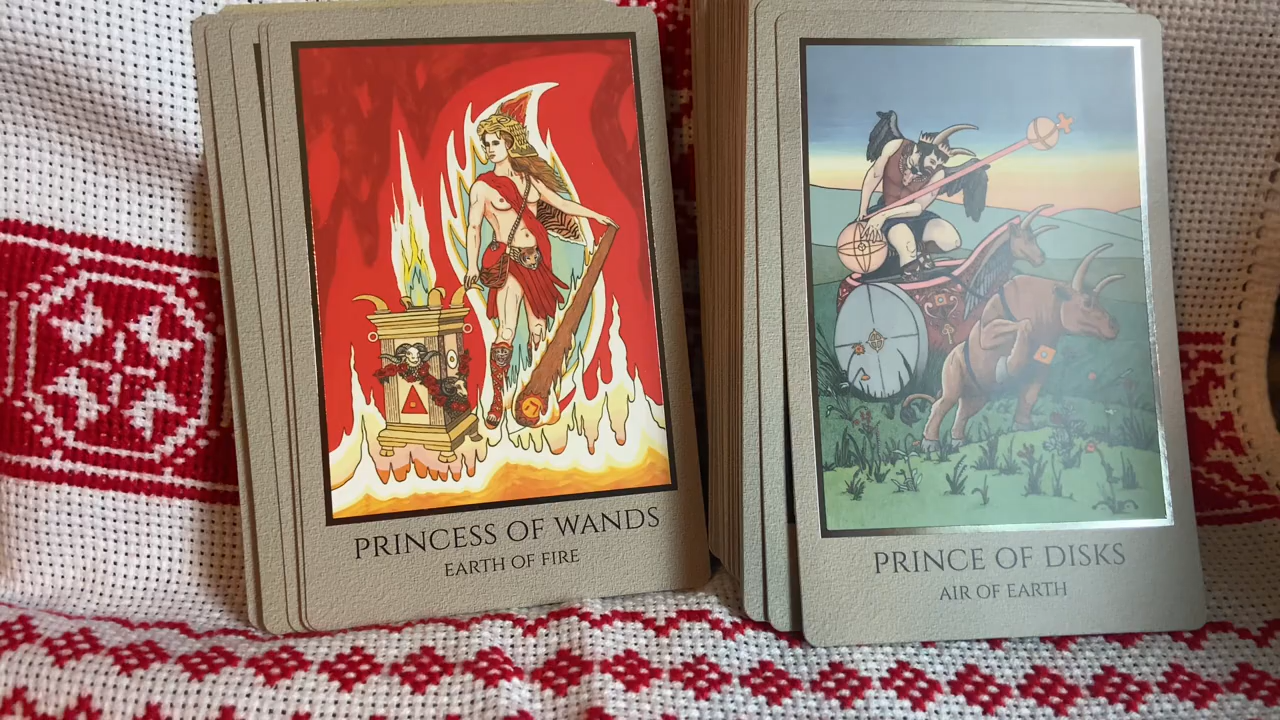 PRINCESS OF WANDS
EARTH OF FIRE
PRINCE OF DISKS
AIR OF EARTH